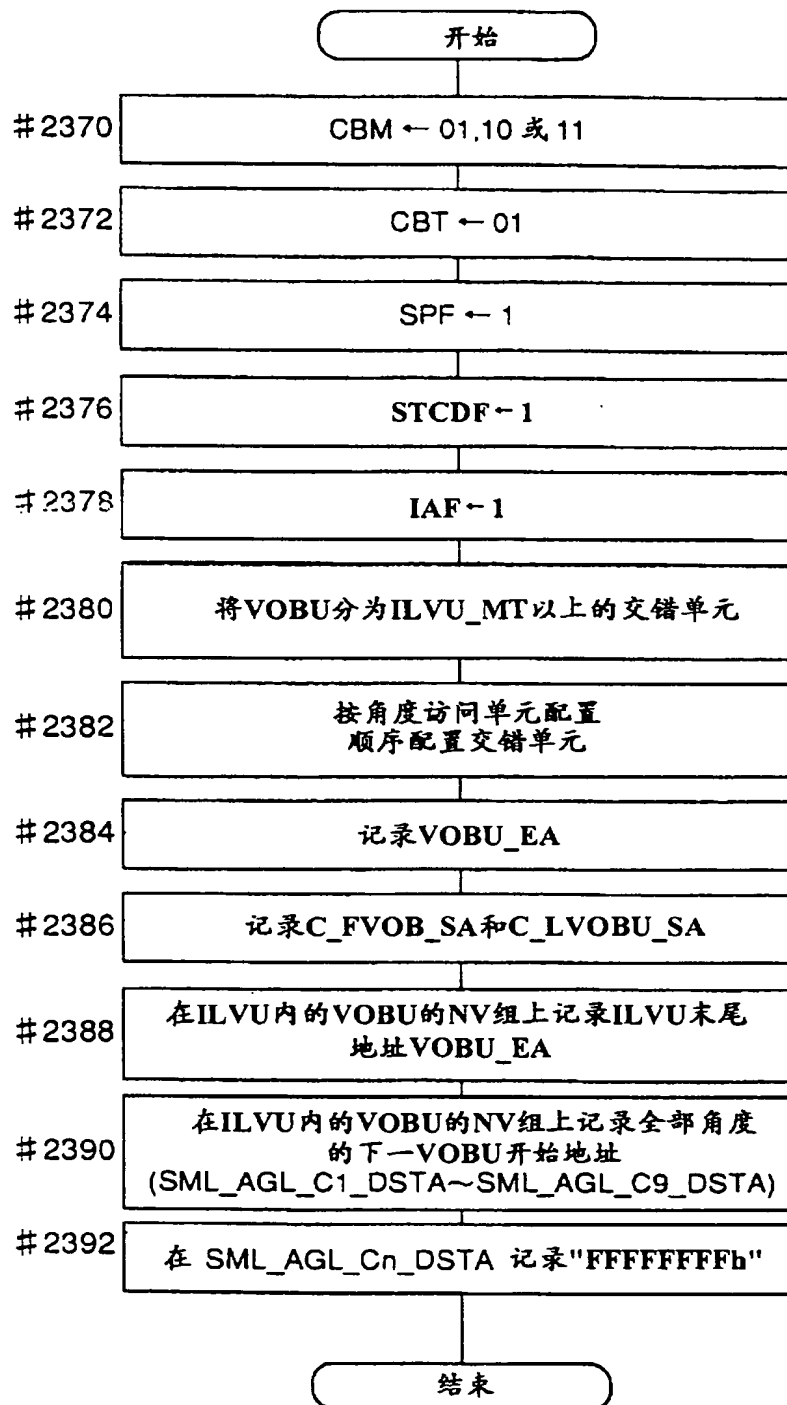 开始
#2370
CBM ← 01,10 或 11
#2372
CBT ← 01
#2374
SPF ← 1
#2376
STCDF ← 1
#2378
IAF ← 1
#2380
将VOBU分为ILVU_MT以上的交错单元
#2382
按角度访问单元配置
顺序配置交错单元
#2384
记录VOBU_EA
#2386
记录C_FVOB_SA和C_LVOBU_SA
#2388
在ILVU内的VOBU的NV组上记录ILVU末尾
地址VOBU_EA
#2390
在ILVU内的VOBU的NV组上记录全部角度
的下一VOBU开始地址
(SML_AGL_C1_DSTA～SML_AGL_C9_DSTA)
#2392
在 SML_AGL_Cn_DSTA 记录"FFFFFFFFh"
结束